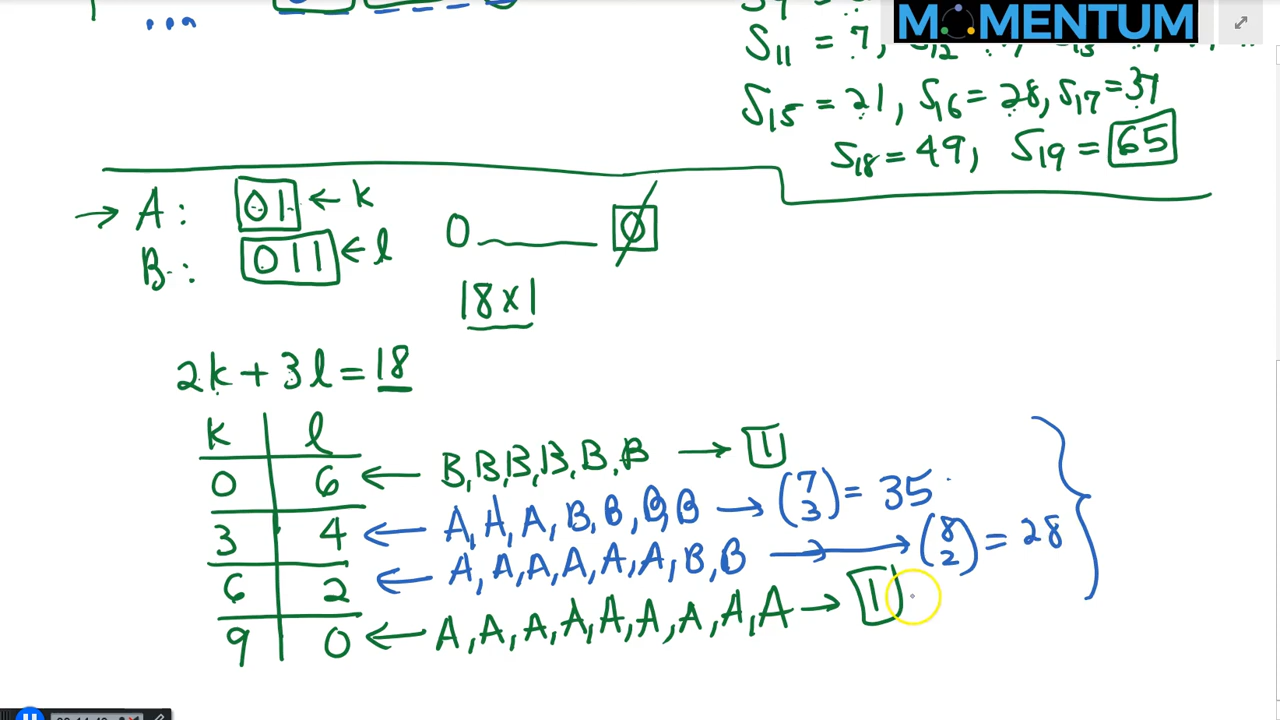 MOMENTUM
S₁₁ = 7,
S₁₅ = 21, S₁₆ = 28, S₁₇ = 37
S₁₈ = 49, S₁₉ = 65
→ A: 01 ← k
B: 011 ← l
0 0
18x1
2k + 3l = 18
k l
0 6 ← B,B,B,B,B,B → 1
3 4 ← A,A,A,B,B,B,B → (7 3) = 35
6 2 ← A,A,A,A,A,A,B,B → (8 2) = 28
9 0 ← A,A,A,A,A,A,A,A,A → 1